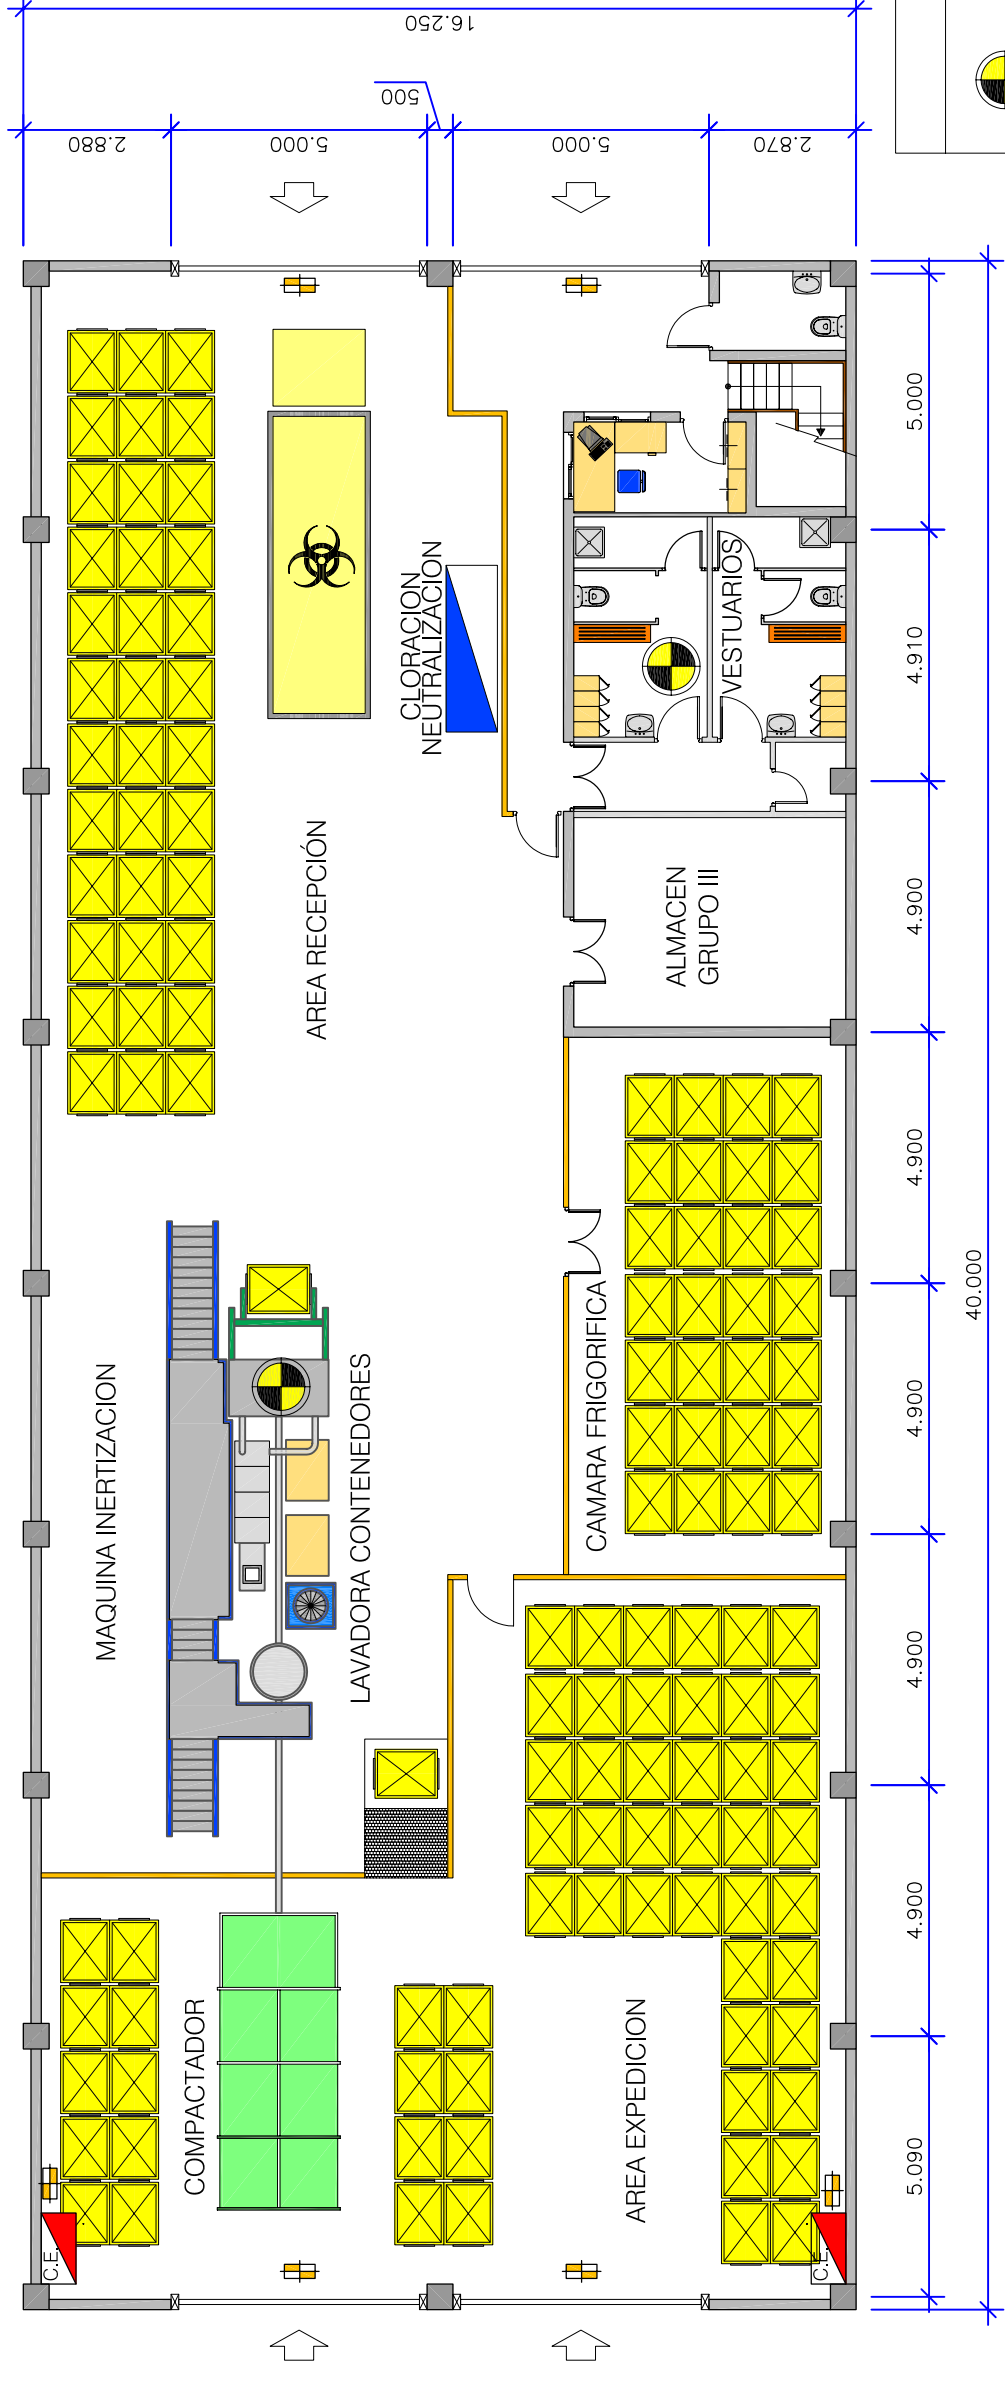 16.250
500
2.880
5.000
5.000
2.870
5.000
4.910
4.900
4.900
4.900
4.900
4.900
5.090
40.000
CLORACION
NEUTRALIZACION
VESTUARIOS
AREA RECEPCIÓN
ALMACEN
GRUPO III
MAQUINA INERTIZACION
LAVADORA CONTENEDORES
CAMARA FRIGORIFICA
COMPACTADOR
AREA EXPEDICION
C.E.
C.E.